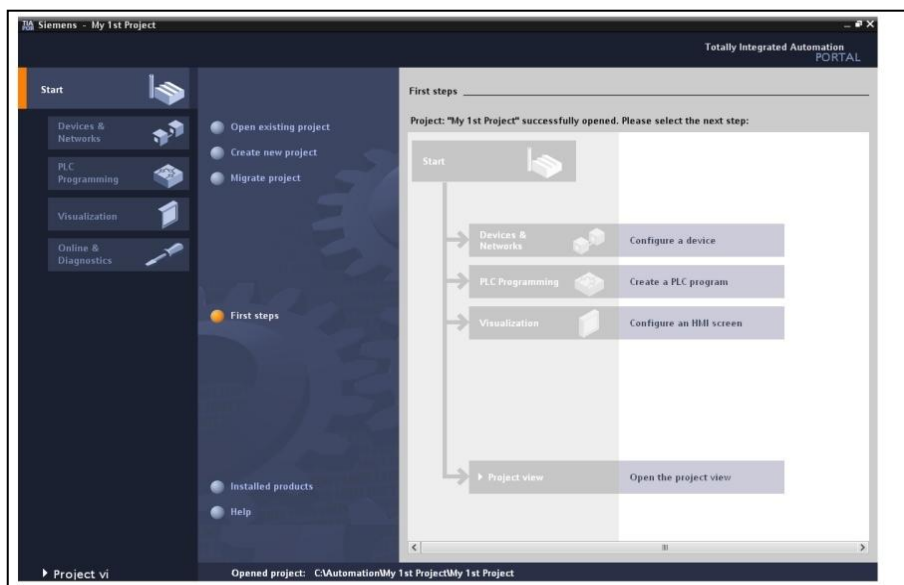 TIA
POR
Siemens - My 1st Project
Totally Integrated Automation
PORTAL
Start
Devices &
Networks
PLC
Programming
Visualization
Online &
Diagnostics
Open existing project
Create new project
Migrate project
First steps
Installed products
Help
First steps
Project: "My 1st Project" successfully opened. Please select the next step:
Start
Devices &
Networks
Configure a device
PLC Programming
Create a PLC program
Visualization
Configure an HMI screen
Project view
Open the project view
Project vi
Opened project: C:\Automation\My 1st Project\My 1st Project